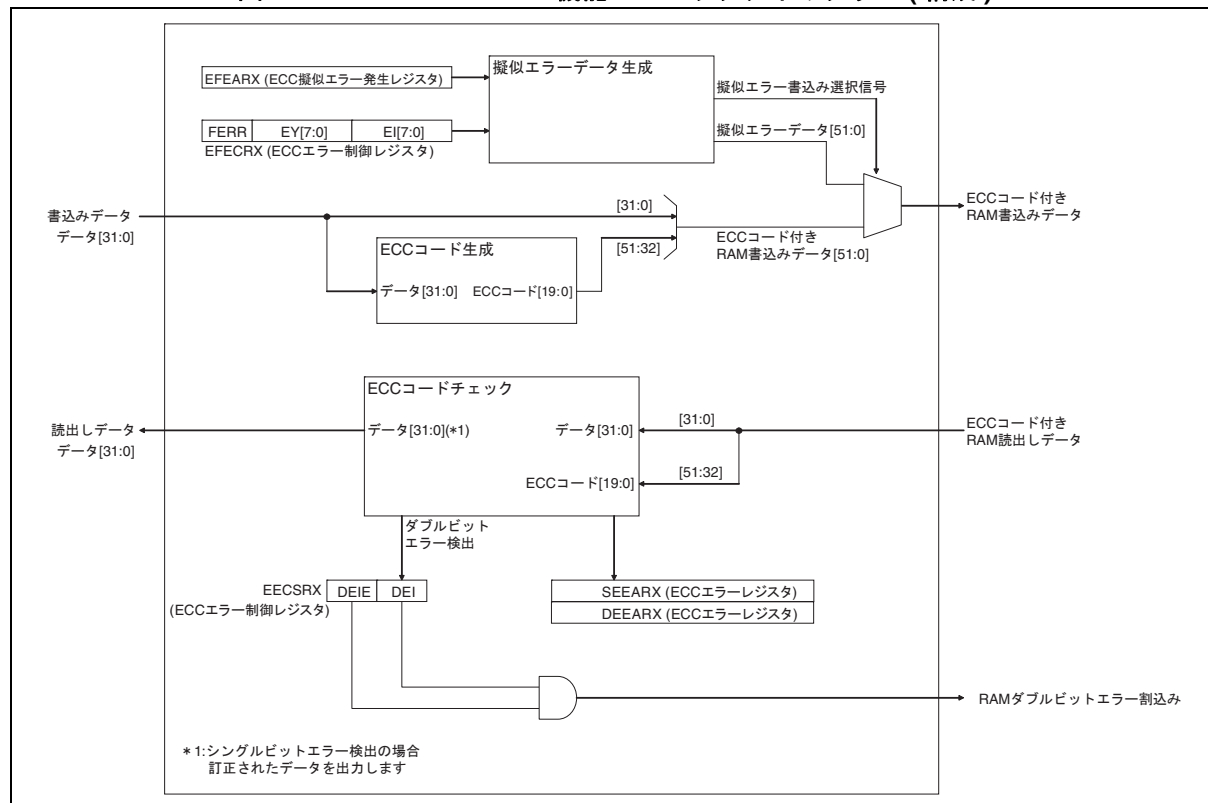 擬似エラーデータ生成
EFEARX (ECC擬似エラー発生レジスタ)
擬似エラー書込み選択信号
FERR EY[7:0] EI[7:0]
擬似エラーデータ[51:0]
EFECRX (ECCエラー制御レジスタ)
書込みデータ
データ[31:0]
[31:0]
[51:32]
ECCコード付き
RAM書込みデータ[51:0]
ECCコード付き
RAM書込みデータ
ECCコード生成
データ[31:0] ECCコード[19:0]
ECCコードチェック
読出しデータ
データ[31:0]
データ[31:0](*1)
データ[31:0]
[31:0]
ECCコード付き
RAM読出しデータ
ECCコード[19:0]
[51:32]
ダブルビット
エラー検出
EECSRX
(ECCエラー制御レジスタ)
DEIE DEI
SEEARX (ECCエラーレジスタ)
DEEARX (ECCエラーレジスタ)
RAMダブルビットエラー割込み
*1:シングルビットエラー検出の場合
訂正されたデータを出力します